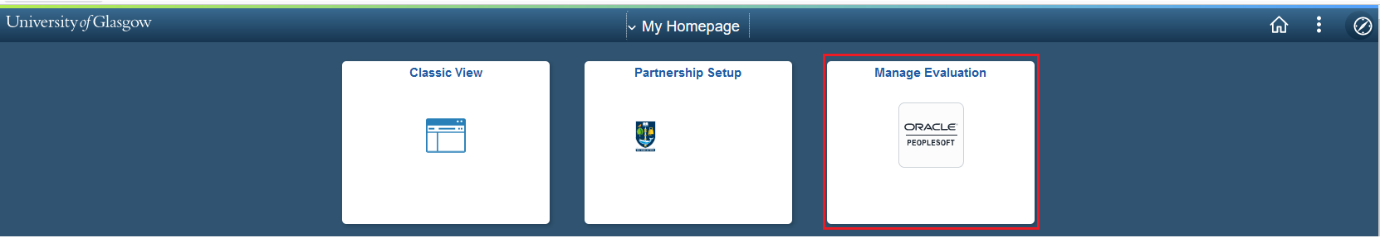 University of Glasgow
My Homepage
Classic View
Partnership Setup
Manage Evaluation
ORACLE
PEOPLESOFT